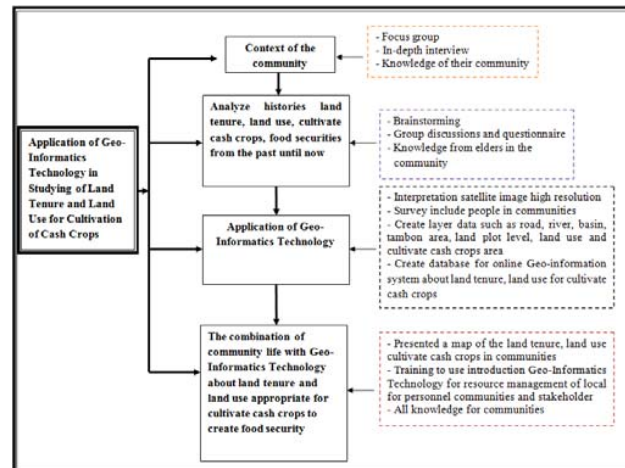 Application of Geo-
Informatics Technology
in Studying of Land
Tenure and Land
Use for Cultivation
of Cash Crops
Context of the
community
- Focus group
- In-depth interview
- Knowledge of their community
Analyze histories land
tenure, land use, cultivate
cash crops, food securities
from the past until now
- Brainstorming
- Group discussions and questionnaire
- Knowledge from elders in the
community
Application of Geo-
Informatics Technology
- Interpretation satellite image high resolution
- Survey include people in communities
- Create layer data such as road, river, basin,
tambon area, land plot level, land use and
cultivate cash crops area
- Create database for online Geo-information
system about land tenure, land use for cultivate
cash crops
The combination of
community life with Geo-
Informatics Technology
about land tenure and
land use appropriate for
cultivate cash crops to
create food security
- Presented a map of the land tenure, land use
cultivate cash crops in communities
- Training to use introduction Geo-Informatics
Technology for resource management of local
for personnel communities and stakeholder
- All knowledge for communities